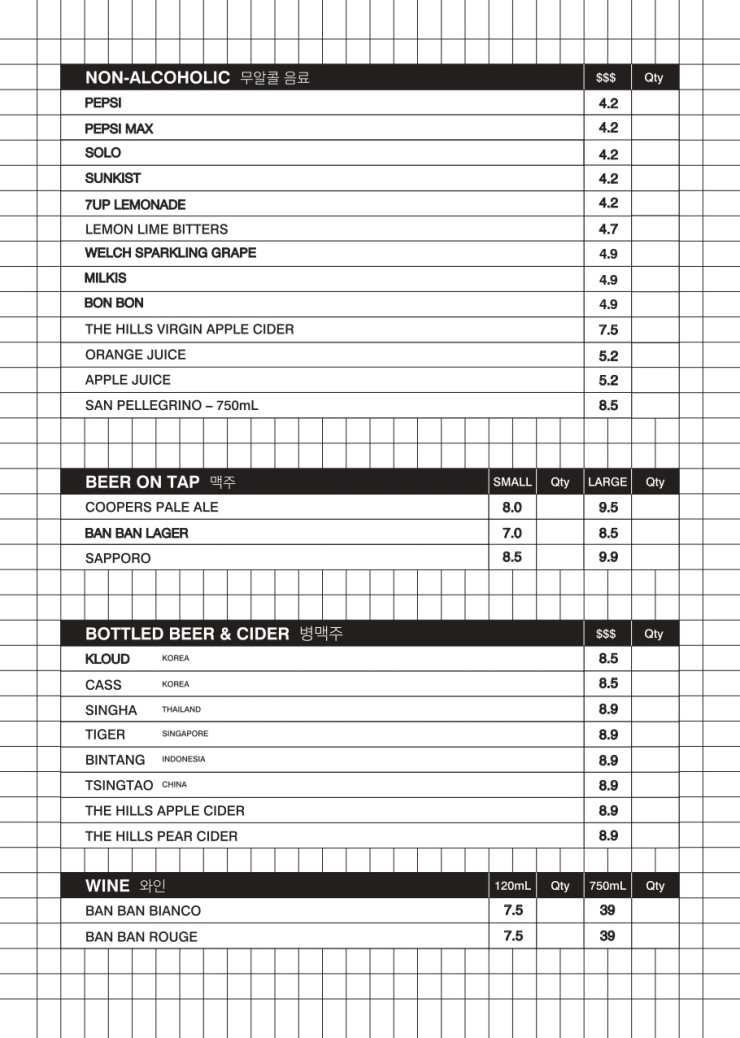 NON-ALCOHOLIC 무알콜 음료 $$$ Qty
PEPSI 4.2
PEPSI MAX 4.2
SOLO 4.2
SUNKIST 4.2
7UP LEMONADE 4.2
LEMON LIME BITTERS 4.7
WELCH SPARKLING GRAPE 4.9
MILKIS 4.9
BON BON 4.9
THE HILLS VIRGIN APPLE CIDER 7.5
ORANGE JUICE 5.2
APPLE JUICE 5.2
SAN PELLEGRINO – 750mL 8.5
BEER ON TAP 맥주 SMALL Qty LARGE Qty
COOPERS PALE ALE 8.0 9.5
BAN BAN LAGER 7.0 8.5
SAPPORO 8.5 9.9
BOTTLED BEER & CIDER 병맥주 $$$ Qty
KLOUD KOREA 8.5
CASS KOREA 8.5
SINGHA THAILAND 8.9
TIGER SINGAPORE 8.9
BINTANG INDONESIA 8.9
TSINGTAO CHINA 8.9
THE HILLS APPLE CIDER 8.9
THE HILLS PEAR CIDER 8.9
WINE 와인 120mL Qty 750mL Qty
BAN BAN BIANCO 7.5 39
BAN BAN ROUGE 7.5 39